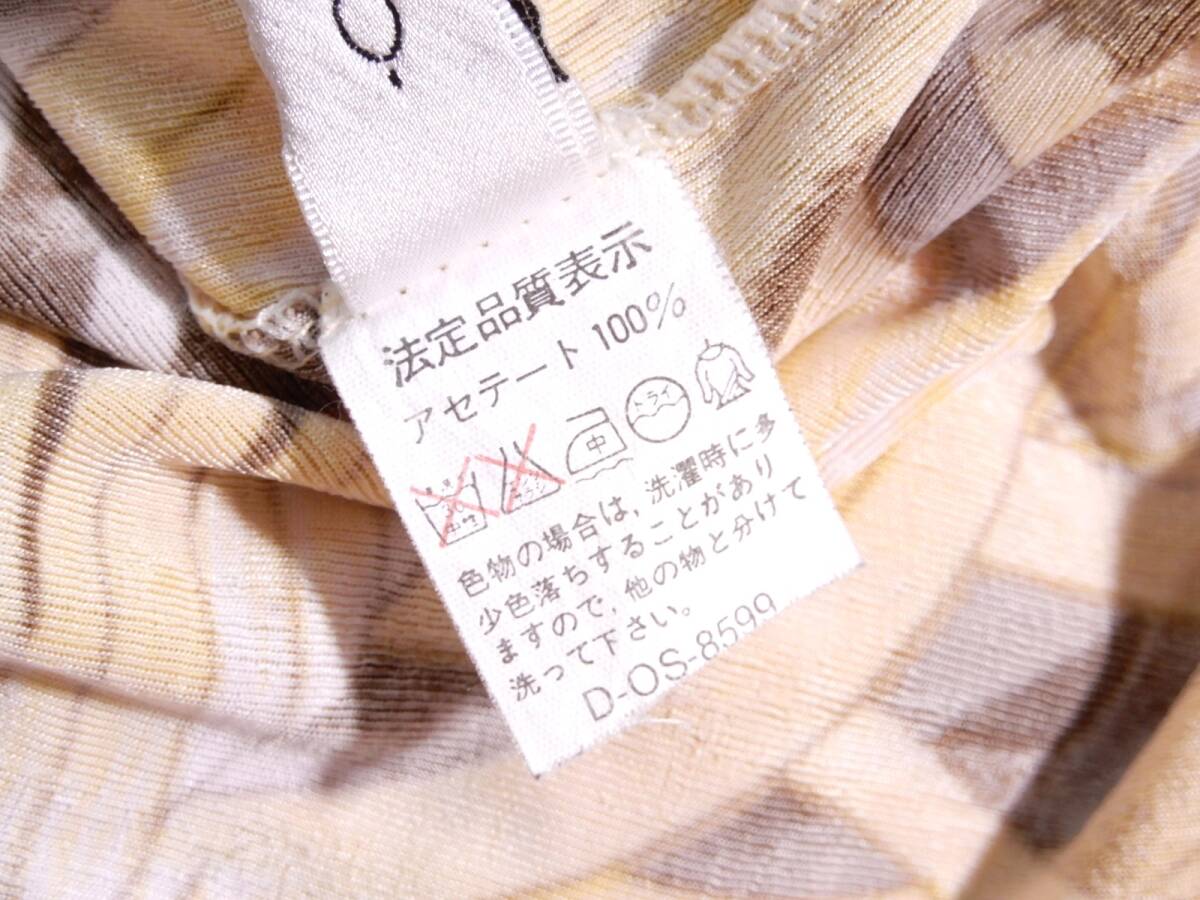 法定品質表示
アセテート 100%
中 ドライ
色物の場合は, 洗濯時に多
少色落ちすることがあり
ますので, 他の物と分けて
洗って下さい。
D-OS-8599